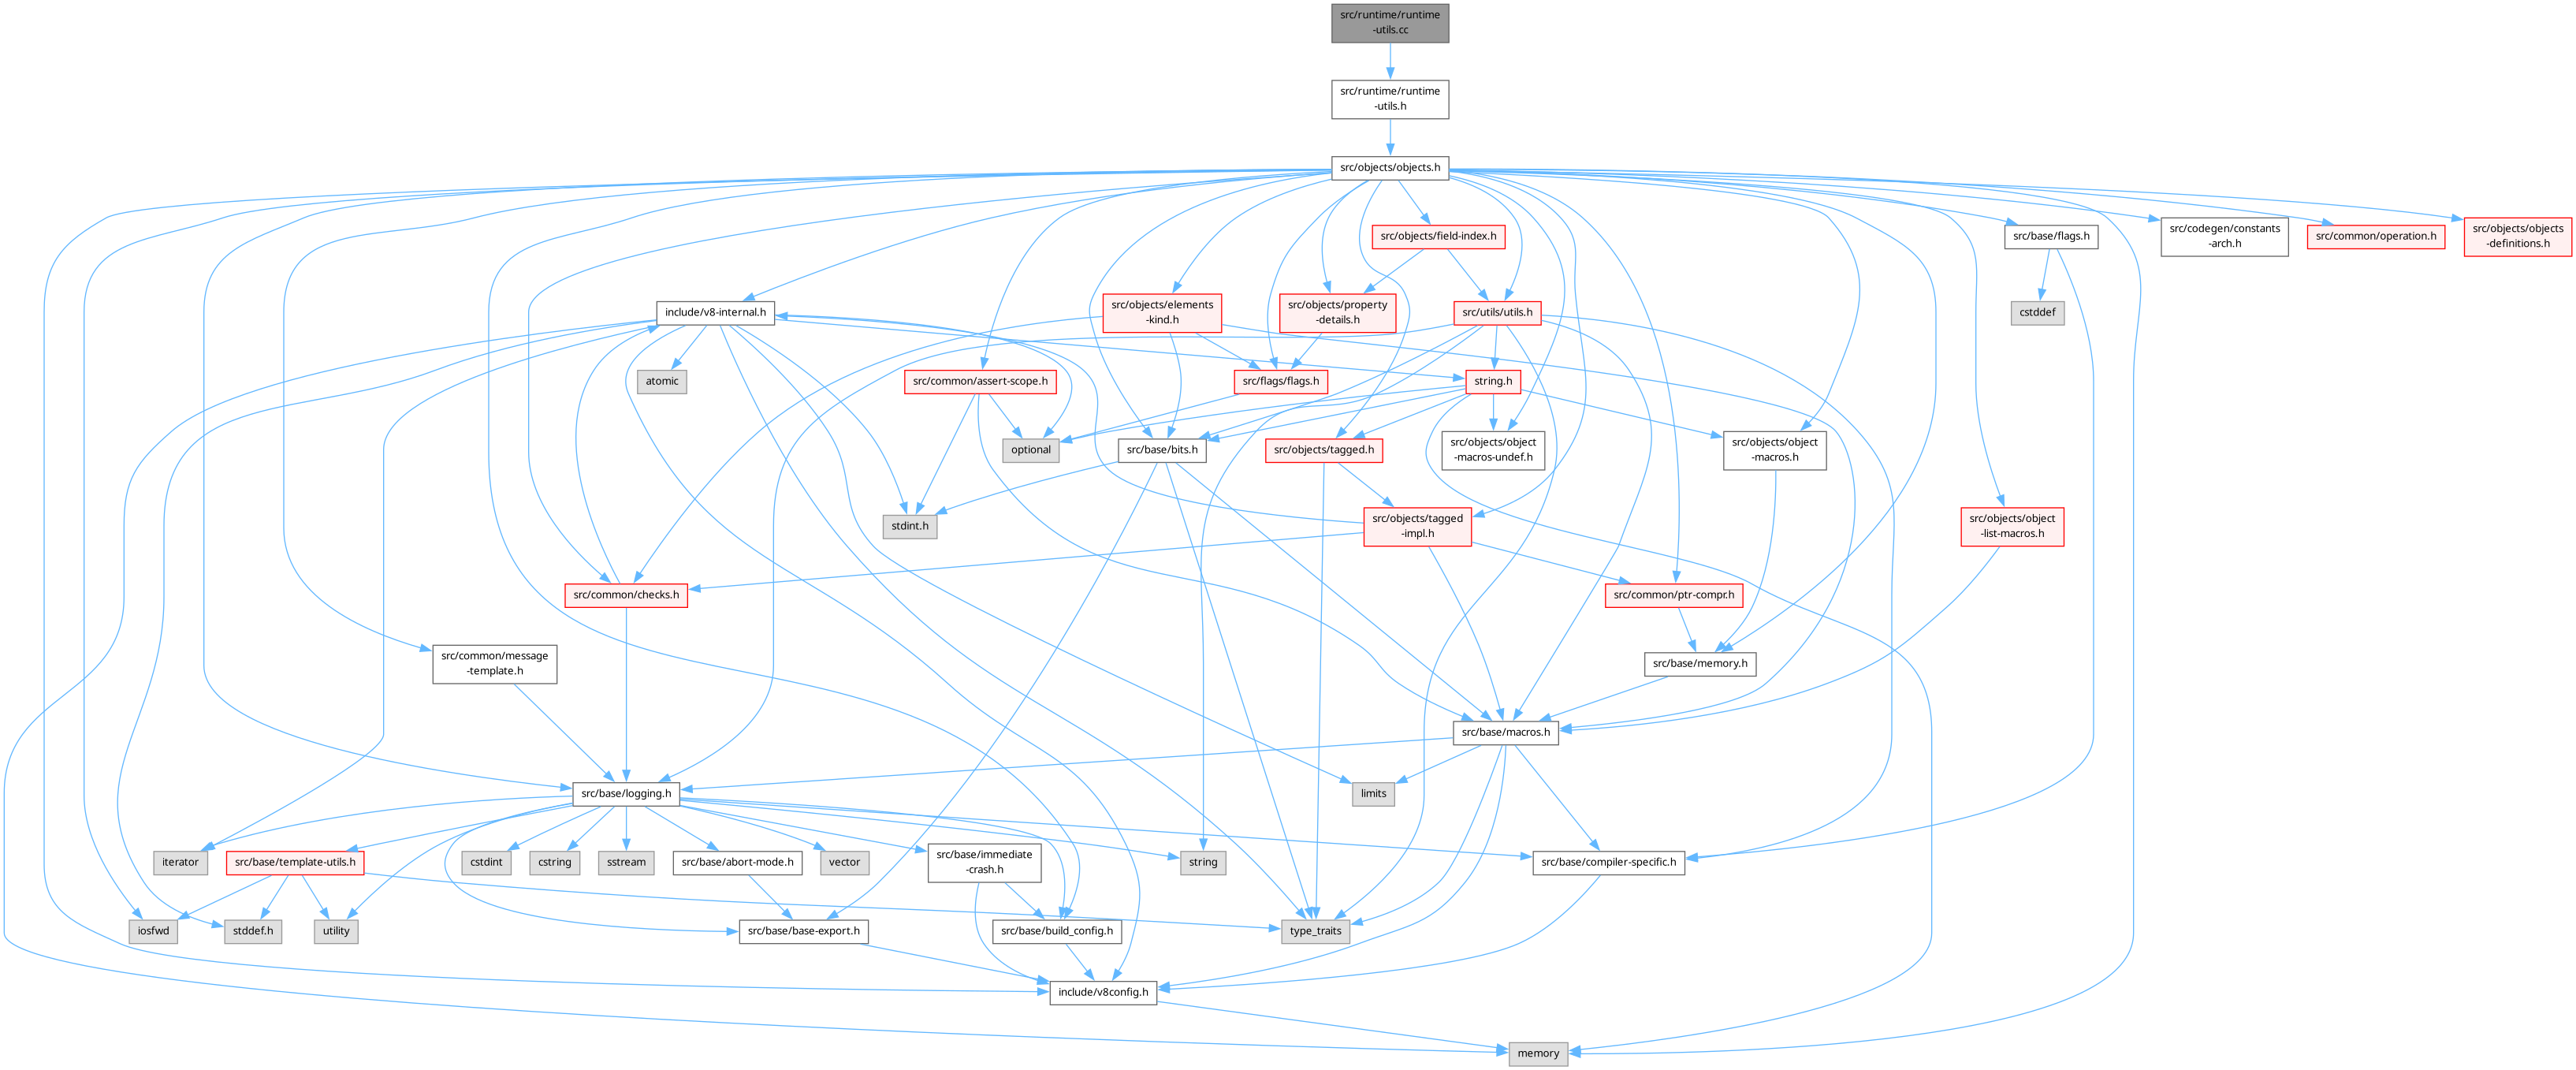 src/runtime/runtime
-utils.cc
src/runtime/runtime
-utils.h
src/objects/objects.h
src/objects/field-index.h
src/base/flags.h
src/codegen/constants
-arch.h
src/common/operation.h
src/objects/objects
-definitions.h
include/v8-internal.h
src/objects/elements
-kind.h
src/objects/property
-details.h
src/utils/utils.h
cstddef
atomic
src/common/assert-scope.h
src/flags/flags.h
string.h
optional
src/base/bits.h
src/objects/tagged.h
src/objects/object
-macros-undef.h
src/objects/object
-macros.h
stdint.h
src/objects/tagged
-impl.h
src/objects/object
-list-macros.h
src/common/checks.h
src/common/ptr-compr.h
src/common/message
-template.h
src/base/memory.h
src/base/macros.h
src/base/logging.h
limits
iterator
src/base/template-utils.h
cstdint
cstring
sstream
src/base/abort-mode.h
vector
src/base/immediate
-crash.h
string
src/base/compiler-specific.h
iosfwd
stddef.h
utility
src/base/base-export.h
src/base/build_config.h
type_traits
include/v8config.h
memory